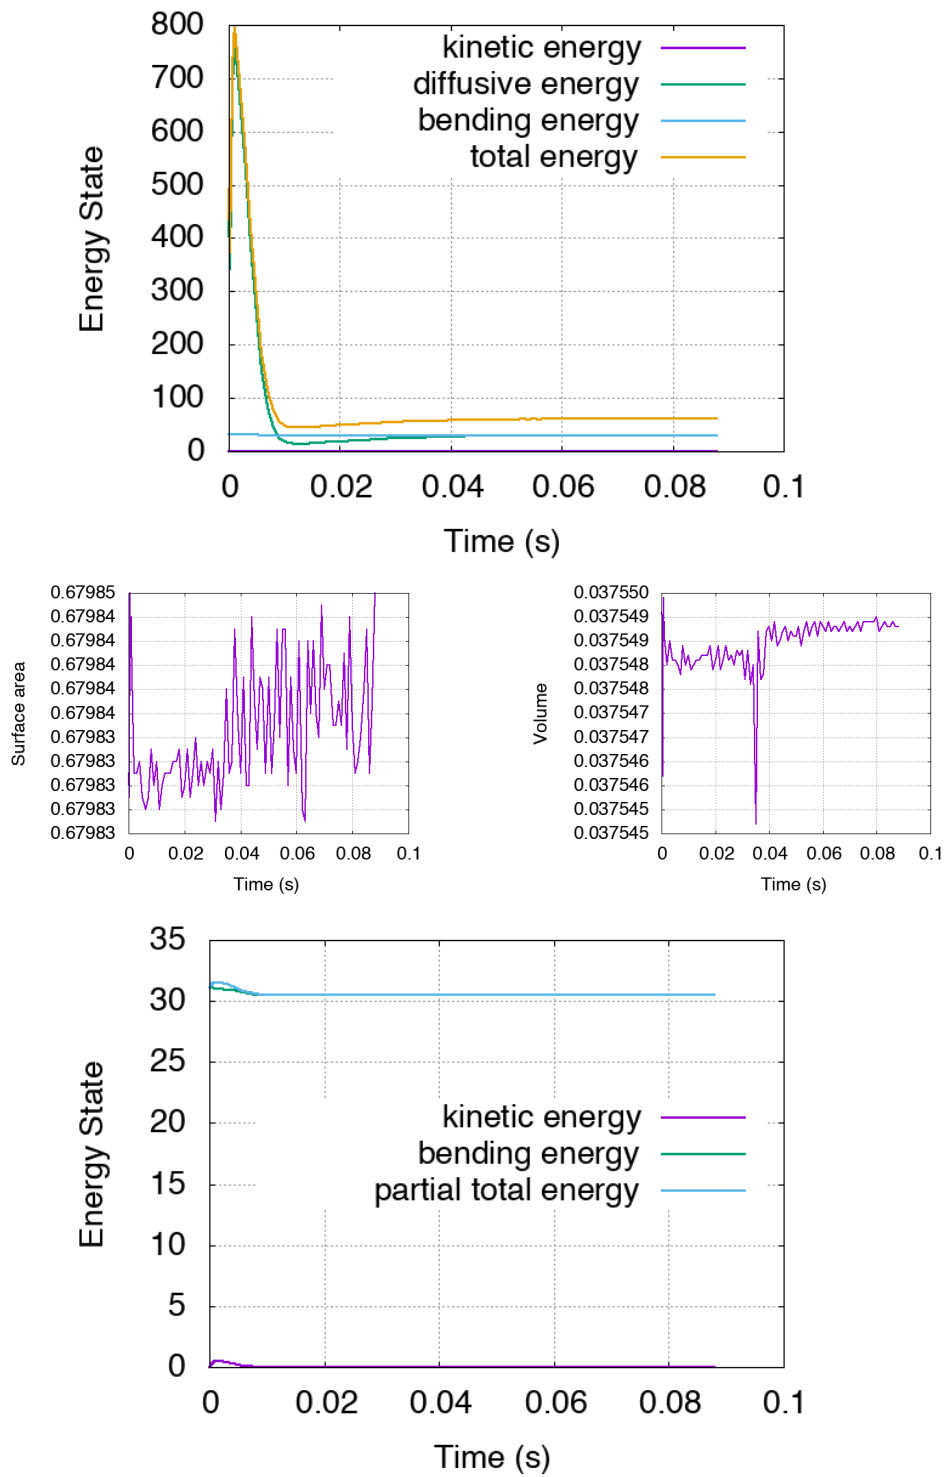 800
700
600
500
400
300
200
100
0
Energy State
kinetic energy
diffusive energy
bending energy
total energy
0 0.02 0.04 0.06 0.08 0.1
Time (s)
0.67985
0.67984
0.67984
0.67984
0.67984
0.67984
0.67983
0.67983
0.67983
0.67983
0.67983
Surface area
0 0.02 0.04 0.06 0.08 0.1
Time (s)
0.037550
0.037549
0.037549
0.037548
0.037548
0.037547
0.037547
0.037546
0.037546
0.037545
0.037545
Volume
0 0.02 0.04 0.06 0.08 0.1
Time (s)
35
30
25
20
15
10
5
0
Energy State
kinetic energy
bending energy
partial total energy
0 0.02 0.04 0.06 0.08 0.1
Time (s)